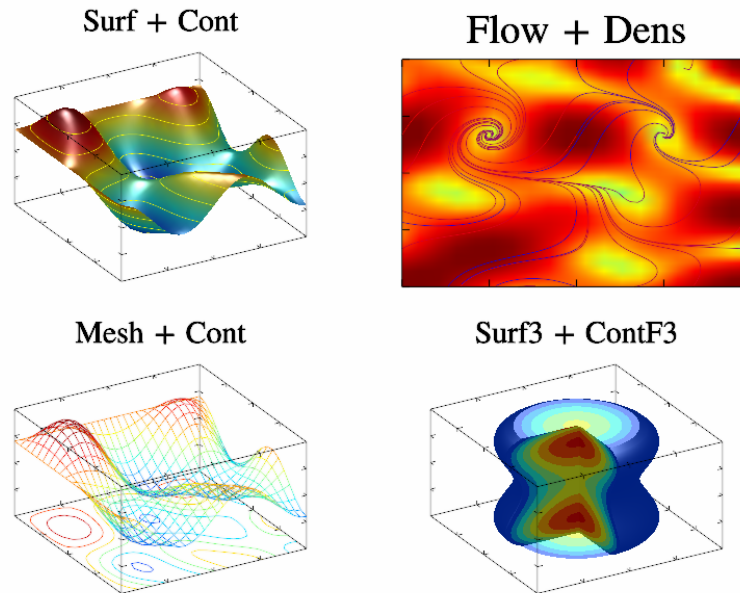 Surf + Cont
Flow + Dens
Mesh + Cont
Surf3 + ContF3